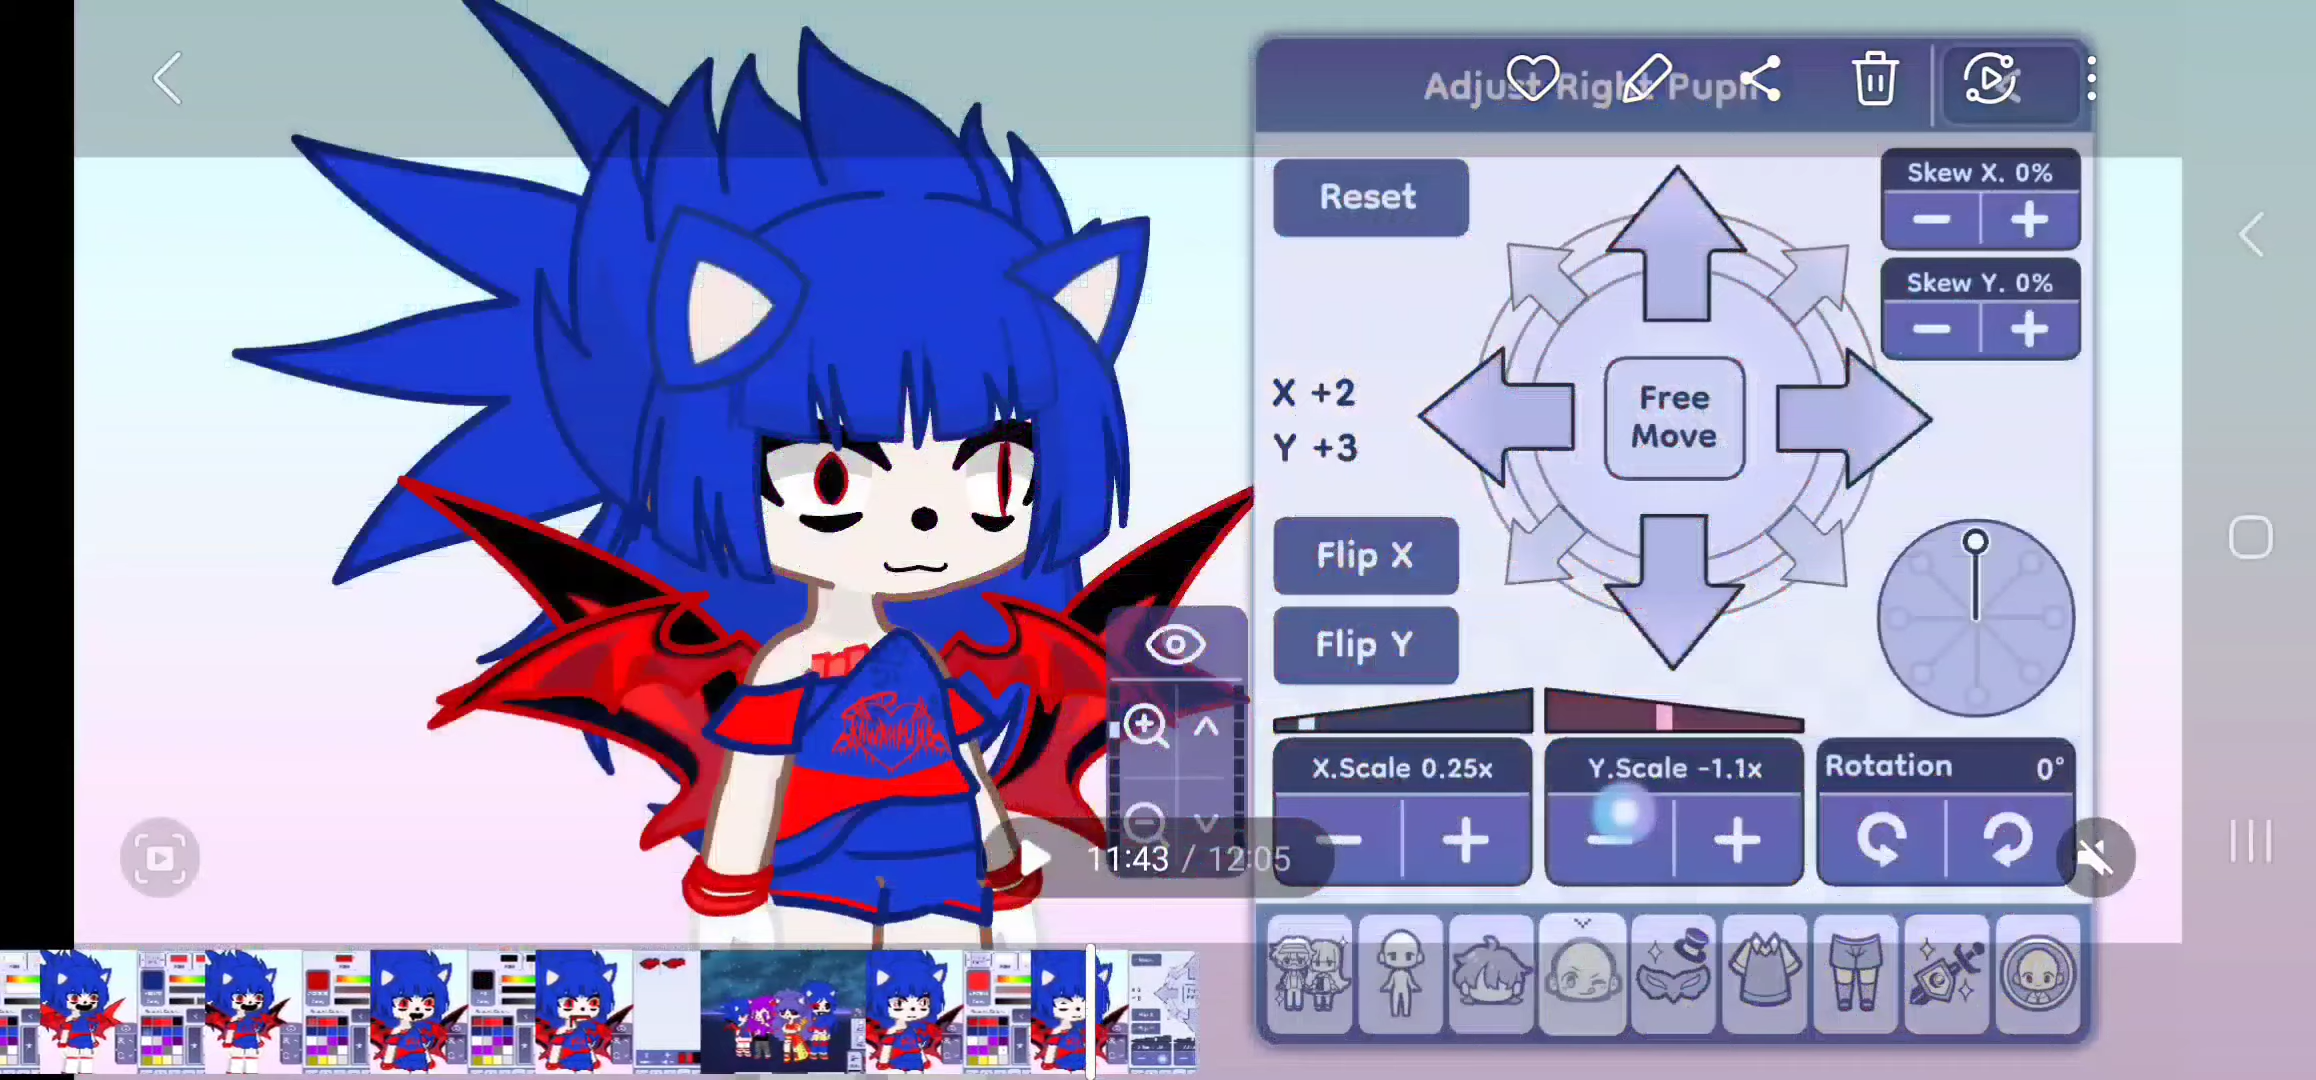 Adjust Right Pupil
Reset
Skew X. 0%
Skew Y. 0%
X +2
Y +3
Free
Move
Flip X
Flip Y
X.Scale 0.25x
Y.Scale -1.1x
Rotation 0°
11:43 / 12:05